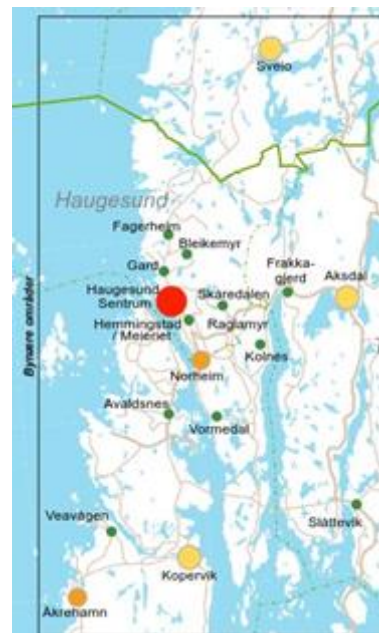 Sveio
Haugesund
Fagerheim
Bleikemyr
Gard
Frakka-
gjerd
Aksdal
Haugesund
Sentrum
Skåredalen
Hemmingstad
/ Meieriet
Raglamyr
Kolnes
Norheim
Avaldsnes
Vormedal
Bynære områder
Veavågen
Slåttevik
Kopervik
Åkrehamn